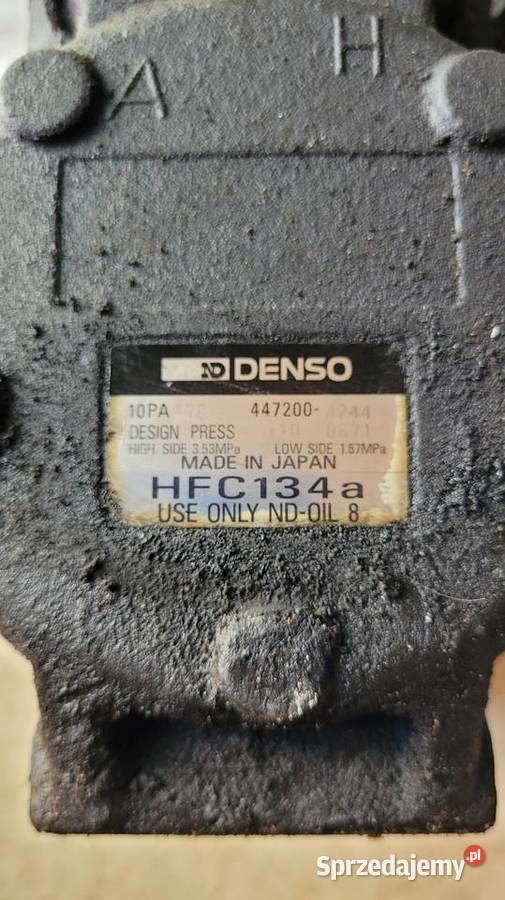 A H
ND DENSO
10PA 447200-
DESIGN PRESS
HIGH SIDE 3.53MPa LOW SIDE 1.57MPa
MADE IN JAPAN
HFC134a
USE ONLY ND-OIL 8
Sprzedajemy.pl